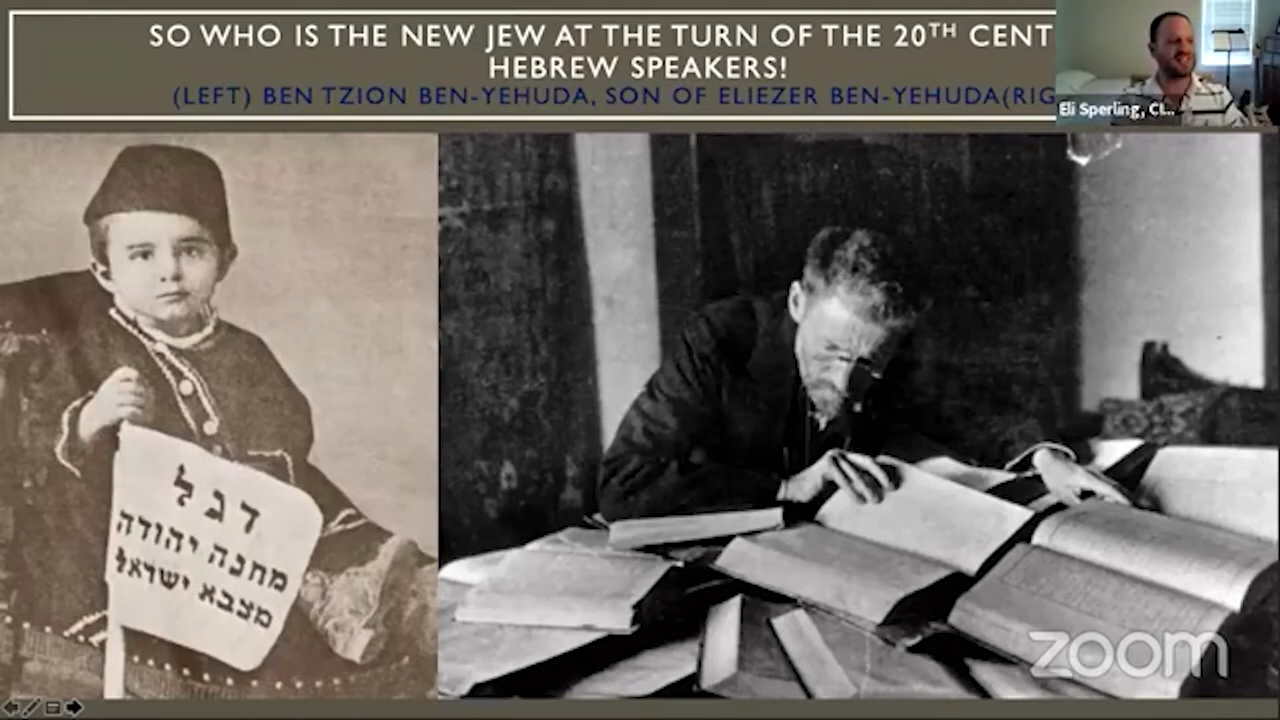 SO WHO IS THE NEW JEW AT THE TURN OF THE 20TH CENT
HEBREW SPEAKERS!
(LEFT) BEN TZION BEN-YEHUDA, SON OF ELIEZER BEN-YEHUDA(RIG
Eli Sperling, CI...
דגל
מחנה יהודה
מצבא ישראל
zoom